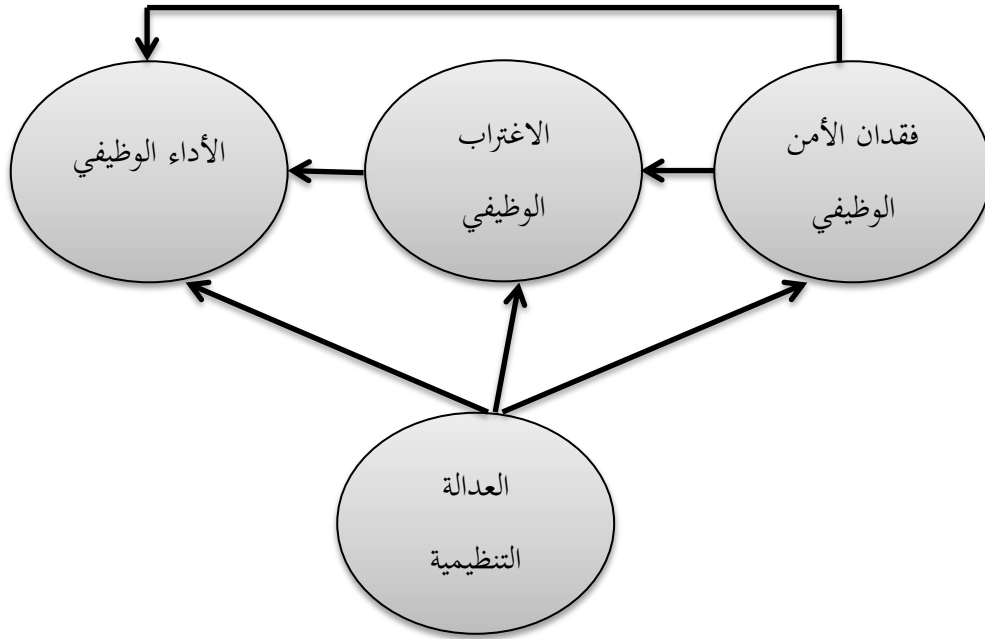 فقدان الأمن
الوظيفي
الاغتراب
الوظيفي
الأداء الوظيفي
العدالة
التنظيمية